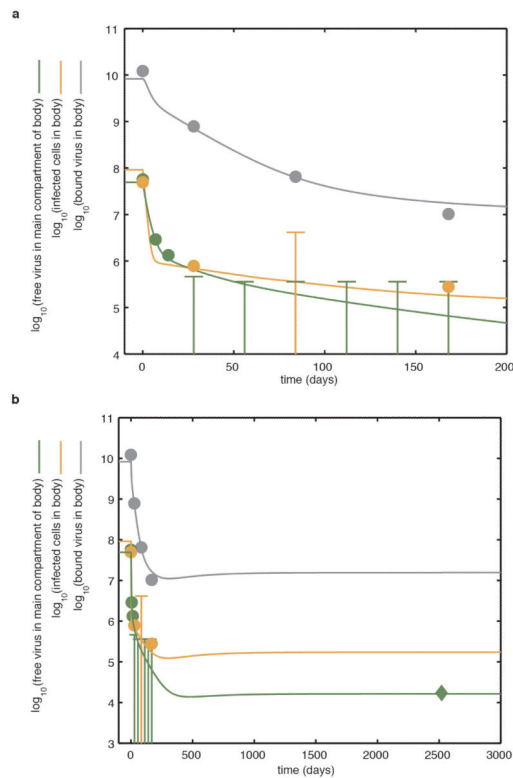 a
log10(free virus in main compartment of body)
log10(infected cells in body)
log10(bound virus in body)
11
10
9
8
7
6
5
4
0
50
100
150
200
time (days)
b
log10(free virus in main compartment of body)
log10(infected cells in body)
log10(bound virus in body)
11
10
9
8
7
6
5
4
3
0
500
1000
1500
2000
2500
3000
time (days)